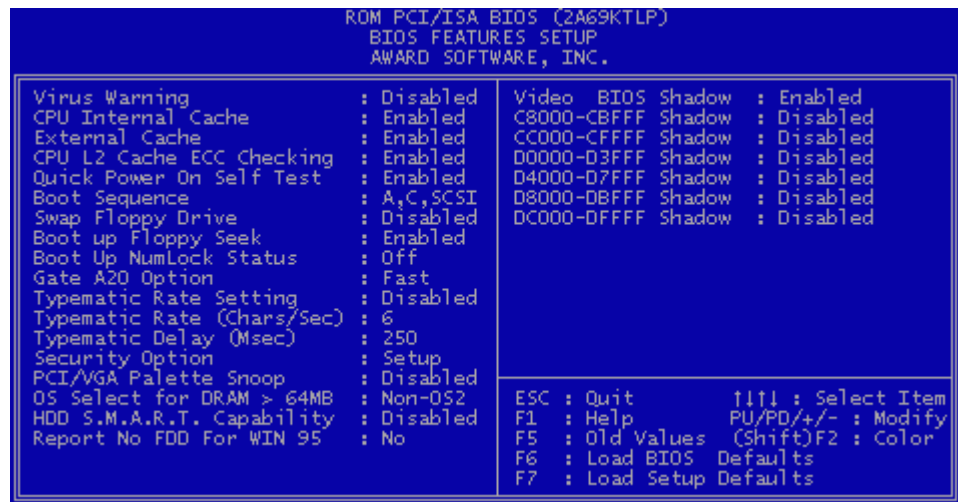 ROM PCI/ISA BIOS (2A69KTLP)
BIOS FEATURES SETUP
AWARD SOFTWARE, INC.
Virus Warning : Disabled
CPU Internal Cache : Enabled
External Cache : Enabled
CPU L2 Cache ECC Checking : Enabled
Quick Power On Self Test : Enabled
Boot Sequence : A,C,SCSI
Swap Floppy Drive : Disabled
Boot up Floppy Seek : Enabled
Boot Up NumLock Status : Off
Gate A20 Option : Fast
Typematic Rate Setting : Disabled
Typematic Rate (Chars/Sec) : 6
Typematic Delay (Msec) : 250
Security Option : Setup
PCI/VGA Palette Snoop : Disabled
OS Select for DRAM > 64MB : Non-OS2
HDD S.M.A.R.T. Capability : Disabled
Report No FDD For WIN 95 : No
Video BIOS Shadow : Enabled
C8000-CBFFF Shadow : Disabled
CC000-CFFFF Shadow : Disabled
D0000-D3FFF Shadow : Disabled
D4000-D7FFF Shadow : Disabled
D8000-DBFFF Shadow : Disabled
DC000-DFFFF Shadow : Disabled
ESC : Quit ↑↓↑↓ : Select Item
F1 : Help PU/PD/+/- : Modify
F5 : Old Values (Shift)F2 : Color
F6 : Load BIOS Defaults
F7 : Load Setup Defaults